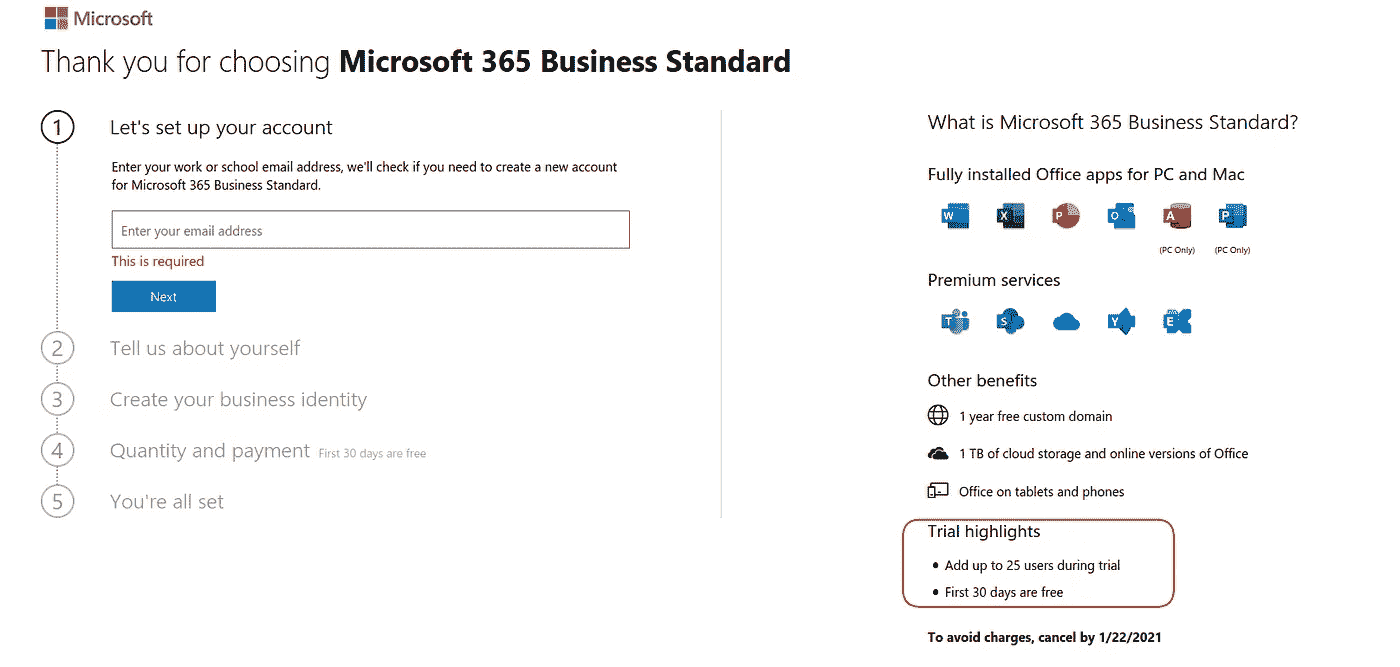 Microsoft
Thank you for choosing Microsoft 365 Business Standard
1 Let's set up your account
Enter your work or school email address, we'll check if you need to create a new account
for Microsoft 365 Business Standard.
Enter your email address
This is required
Next
2 Tell us about yourself
3 Create your business identity
4 Quantity and payment First 30 days are free
5 You're all set
What is Microsoft 365 Business Standard?
Fully installed Office apps for PC and Mac
W X P O A P
(PC Only) (PC Only)
Premium services
T S Y E
Other benefits
1 year free custom domain
1 TB of cloud storage and online versions of Office
Office on tablets and phones
Trial highlights
• Add up to 25 users during trial
• First 30 days are free
To avoid charges, cancel by 1/22/2021